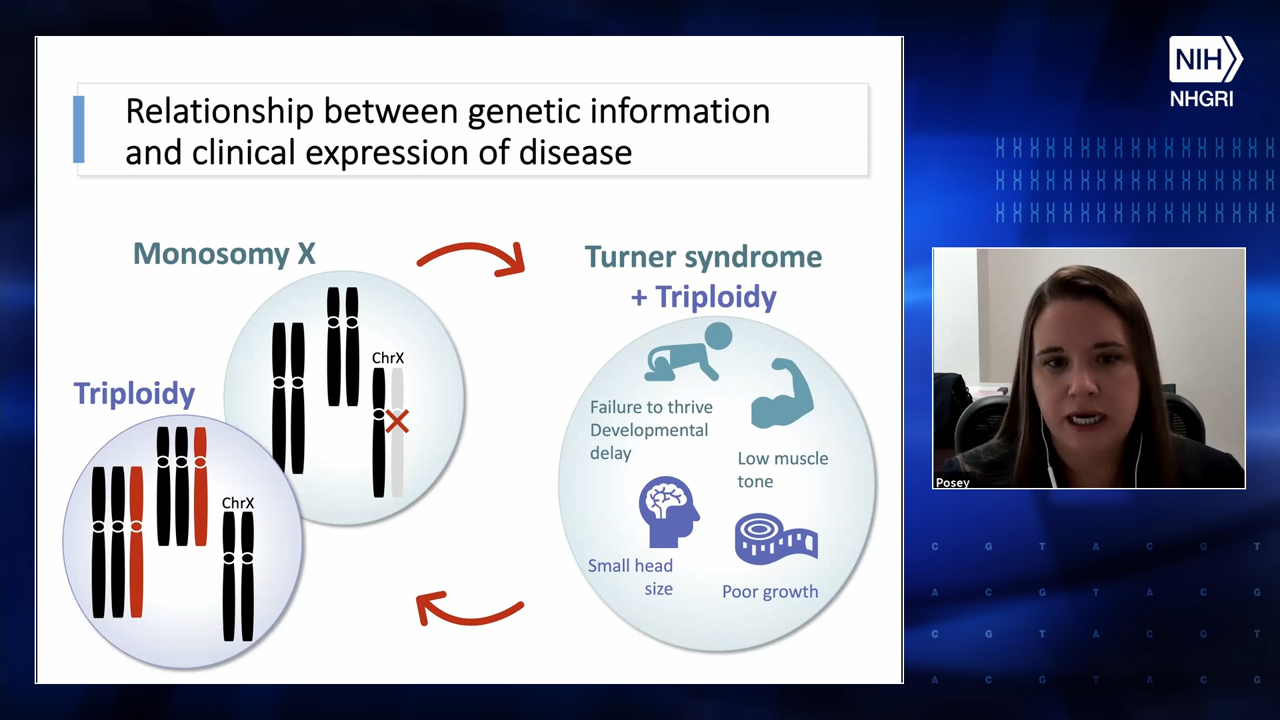 Relationship between genetic information
and clinical expression of disease
Monosomy X
ChrX
Triploidy
ChrX
Turner syndrome
+ Triploidy
Failure to thrive
Developmental
delay
Low muscle
tone
Small head
size
Poor growth
NIH
NHGRI
Posey
C G T A C G T
A C G T A C G
C G T A C G T
A C G T A C G